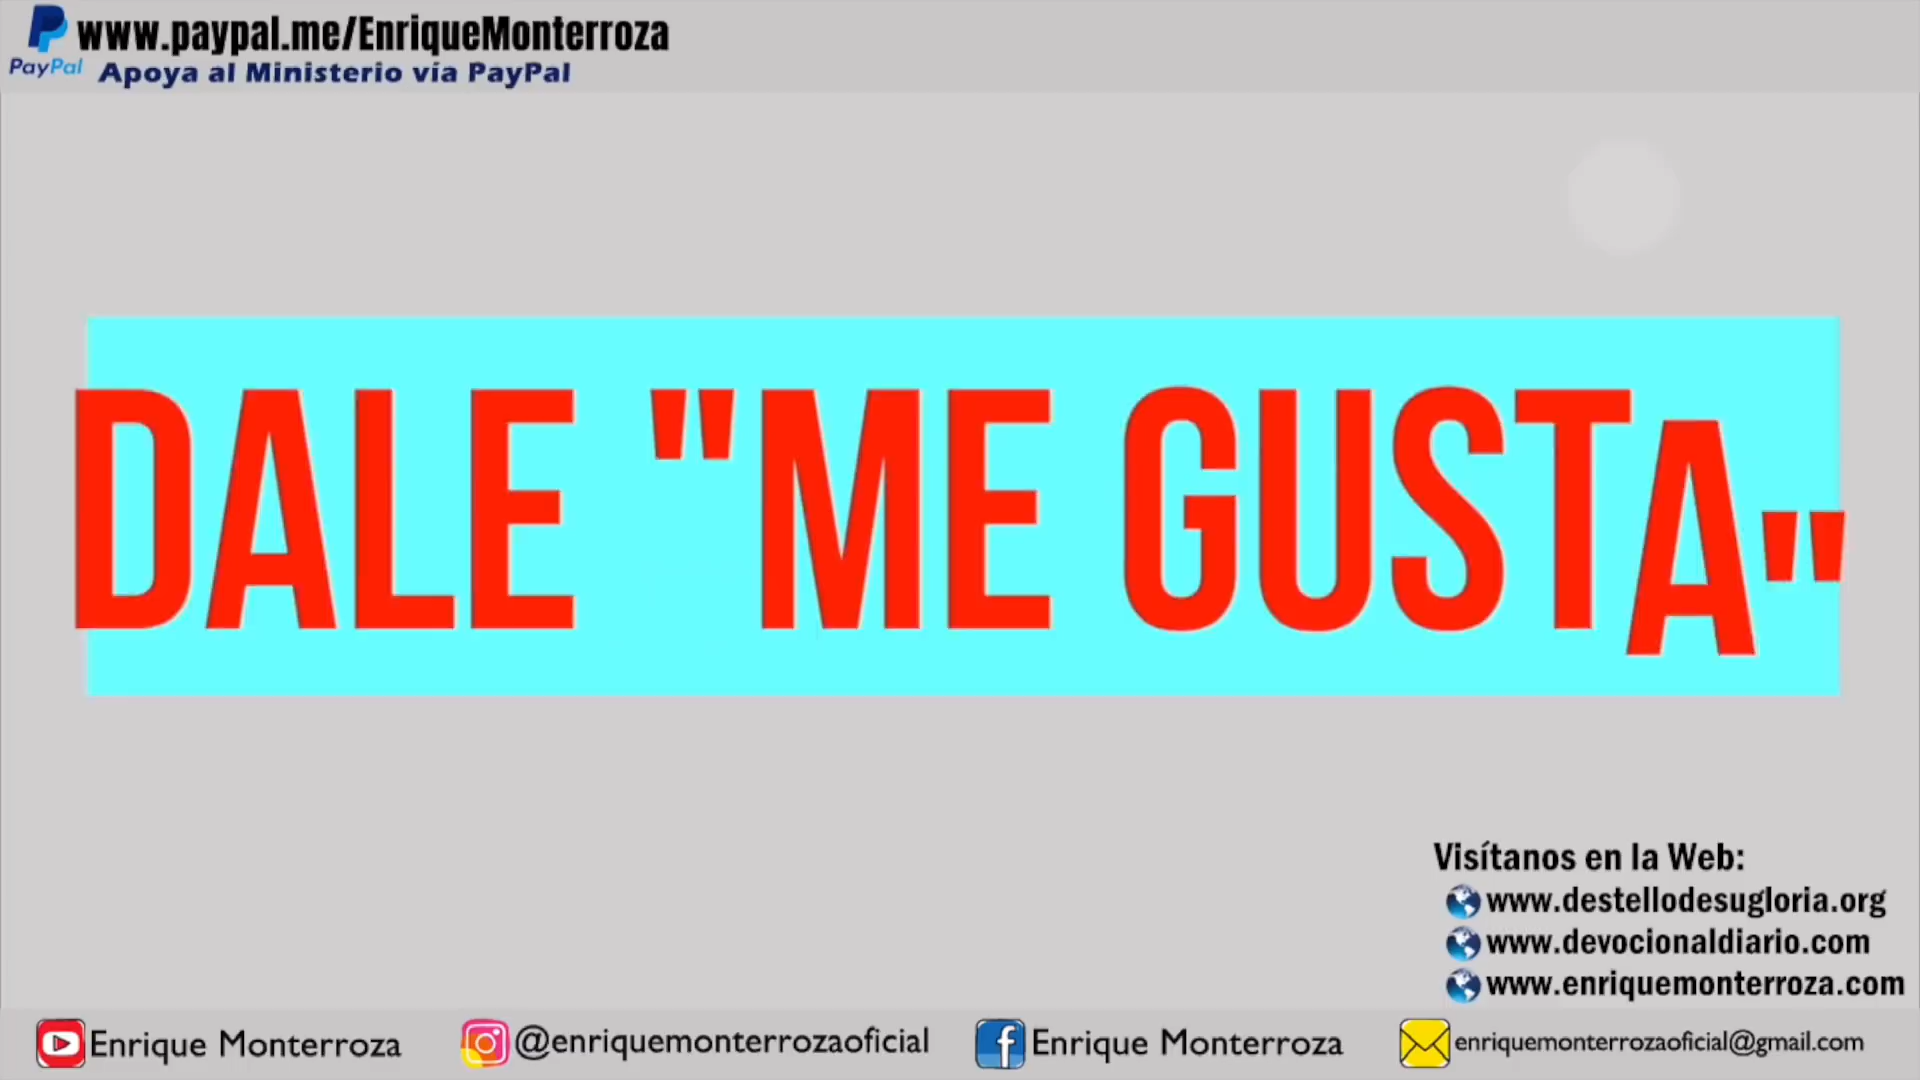 www.paypal.me/EnriqueMonterroza
PayPal
Apoya al Ministerio vía PayPal
DALE "ME GUSTA"
Visítanos en la Web:
www.destellodesugloria.org
www.devocionaldiario.com
www.enriquemonterroza.com
Enrique Monterroza
@enriquemonterrozaoficial
Enrique Monterroza
enriquemonterrozaoficial@gmail.com